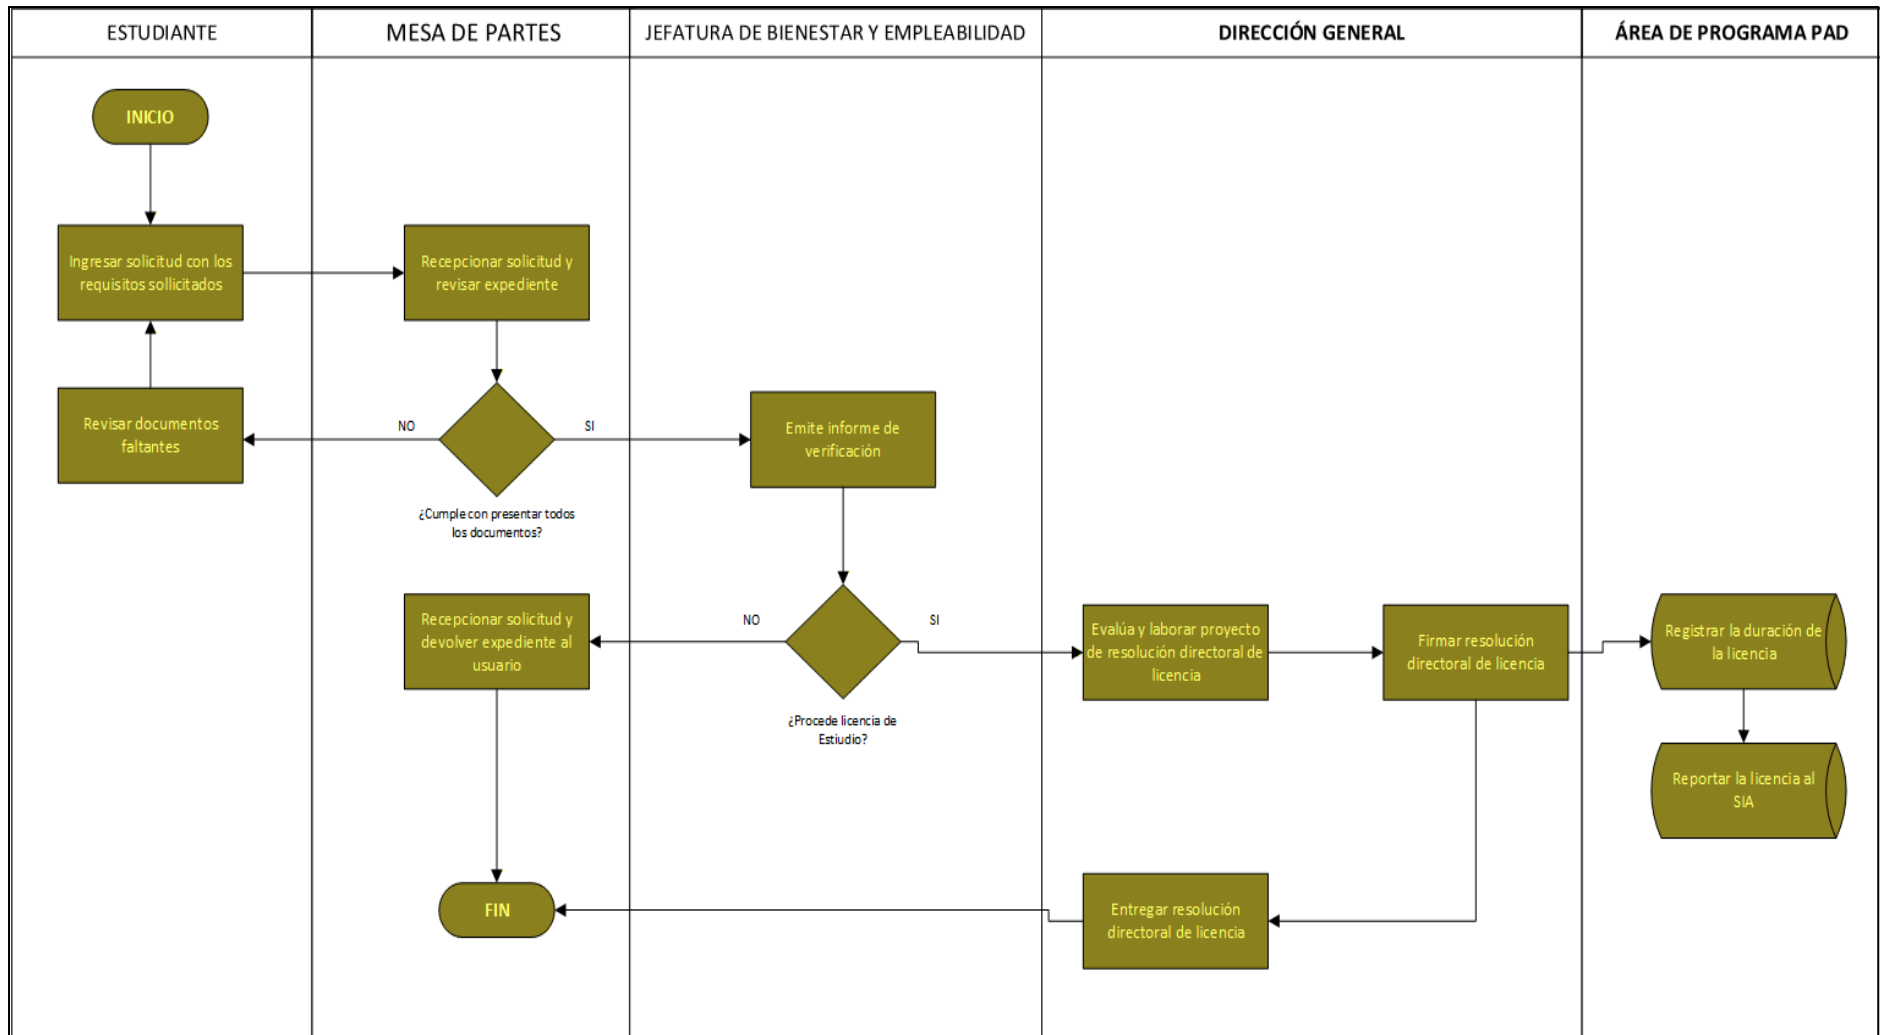 ESTUDIANTE
MESA DE PARTES
JEFATURA DE BIENESTAR Y EMPLEABILIDAD
DIRECCIÓN GENERAL
ÁREA DE PROGRAMA PAD
INICIO
Ingresar solicitud con los
requisitos sollicitados
Recepcionar solicitud y
revisar expediente
Revisar documentos
faltantes
NO
SI
¿Cumple con presentar todos
los documentos?
Emite informe de
verificación
Recepcionar solicitud y
devolver expediente al
usuario
NO
SI
¿Procede licencia de
Estiudio?
Evalúa y laborar proyecto
de resolución directoral de
licencia
Firmar resolución
directoral de licencia
Registrar la duración de
la licencia
Reportar la licencia al
SIA
FIN
Entregar resolución
directoral de licencia